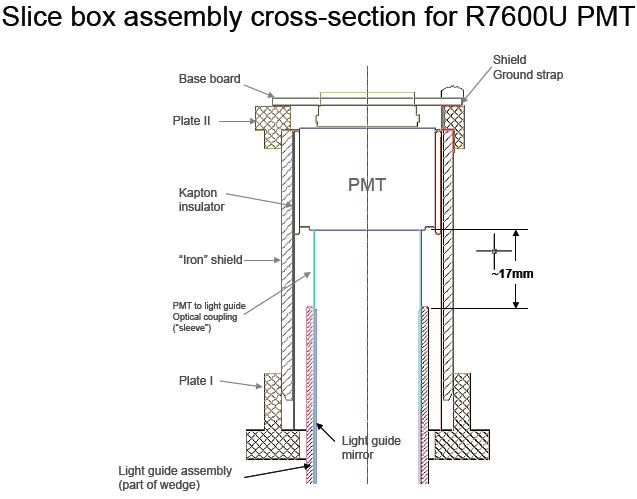 Slice box assembly cross-section for R7600U PMT
Shield
Ground strap
Base board
Plate II
PMT
Kapton
insulator
"Iron" shield
~17mm
PMT to light guide
Optical coupling
("sleeve")
Plate I
Light guide
mirror
Light guide assembly
(part of wedge)